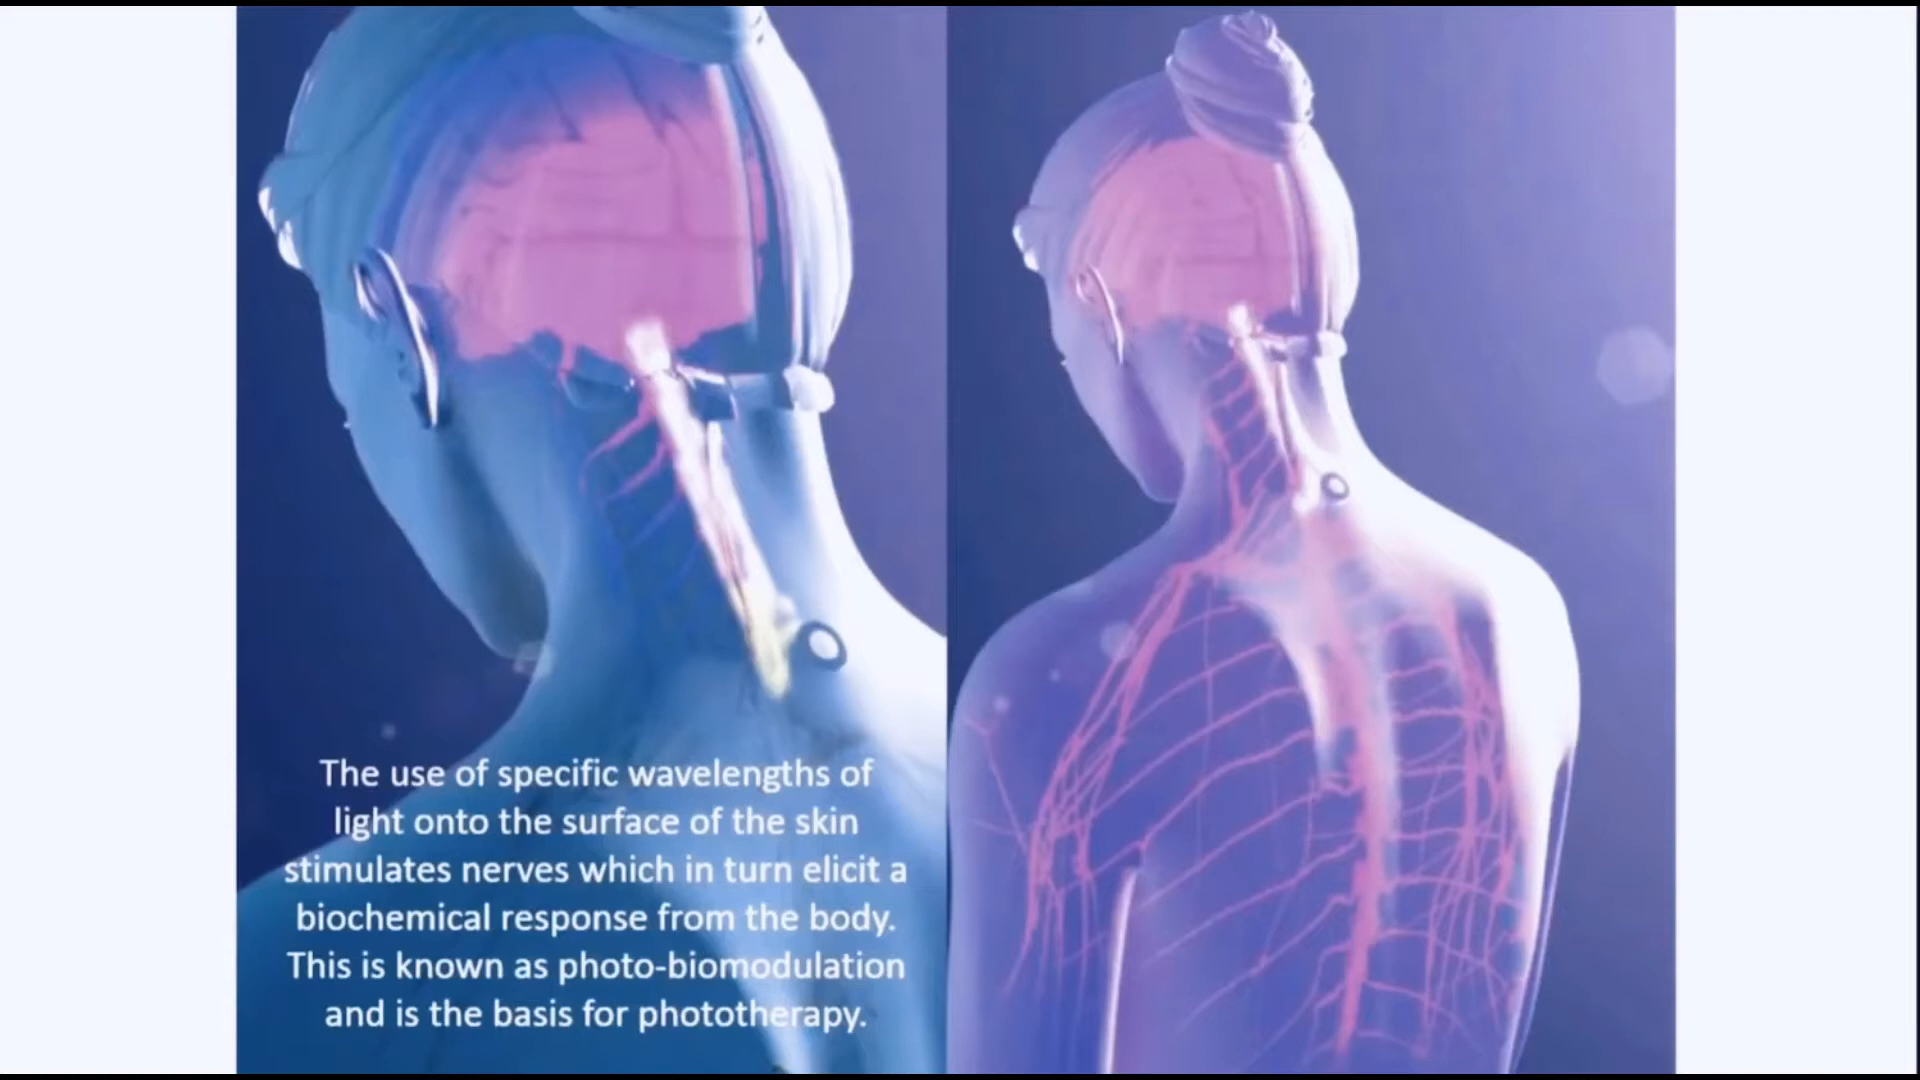 The use of specific wavelengths of
light onto the surface of the skin
stimulates nerves which in turn elicit a
biochemical response from the body.
This is known as photo-biomodulation
and is the basis for phototherapy.